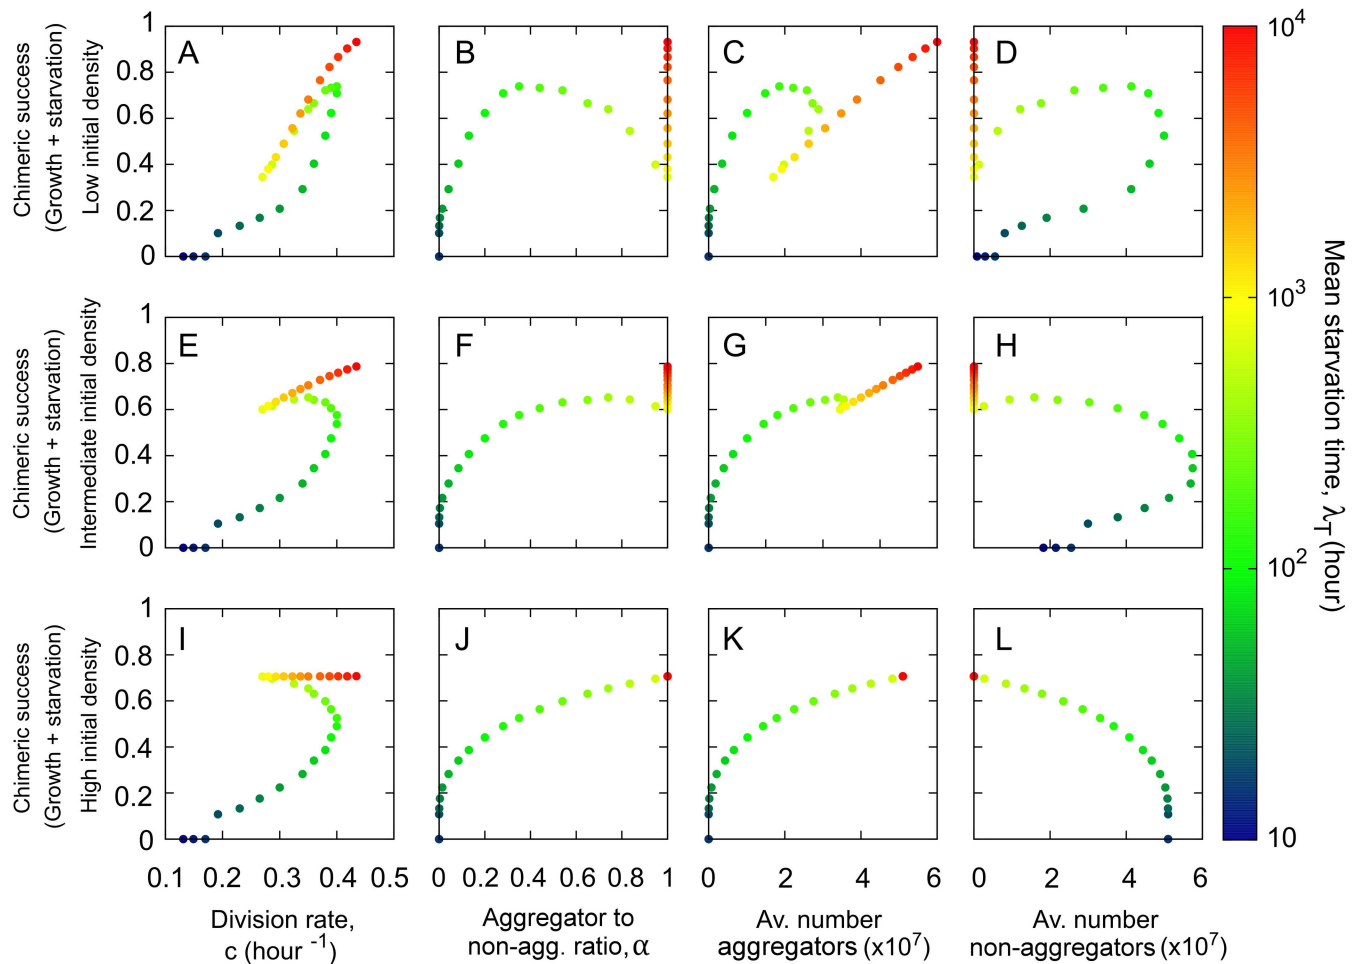 Chimeric success
(Growth + starvation)
Low initial density
1
0.8
0.6
0.4
0.2
0
A
B
C
D
Chimeric success
(Growth + starvation)
Intermediate initial density
1
0.8
0.6
0.4
0.2
0
E
F
G
H
Chimeric success
(Growth + starvation)
High initial density
1
0.8
0.6
0.4
0.2
0
I
J
K
L
0.1 0.2 0.3 0.4 0.5
0 0.2 0.4 0.6 0.8 1
0 2 4 6
0 2 4 6
Division rate,
c (hour -1)
Aggregator to
non-agg. ratio, α
Av. number
aggregators (x10^7)
Av. number
non-aggregators (x10^7)
10^4
10^3
10^2
10
Mean starvation time, λ_T (hour)